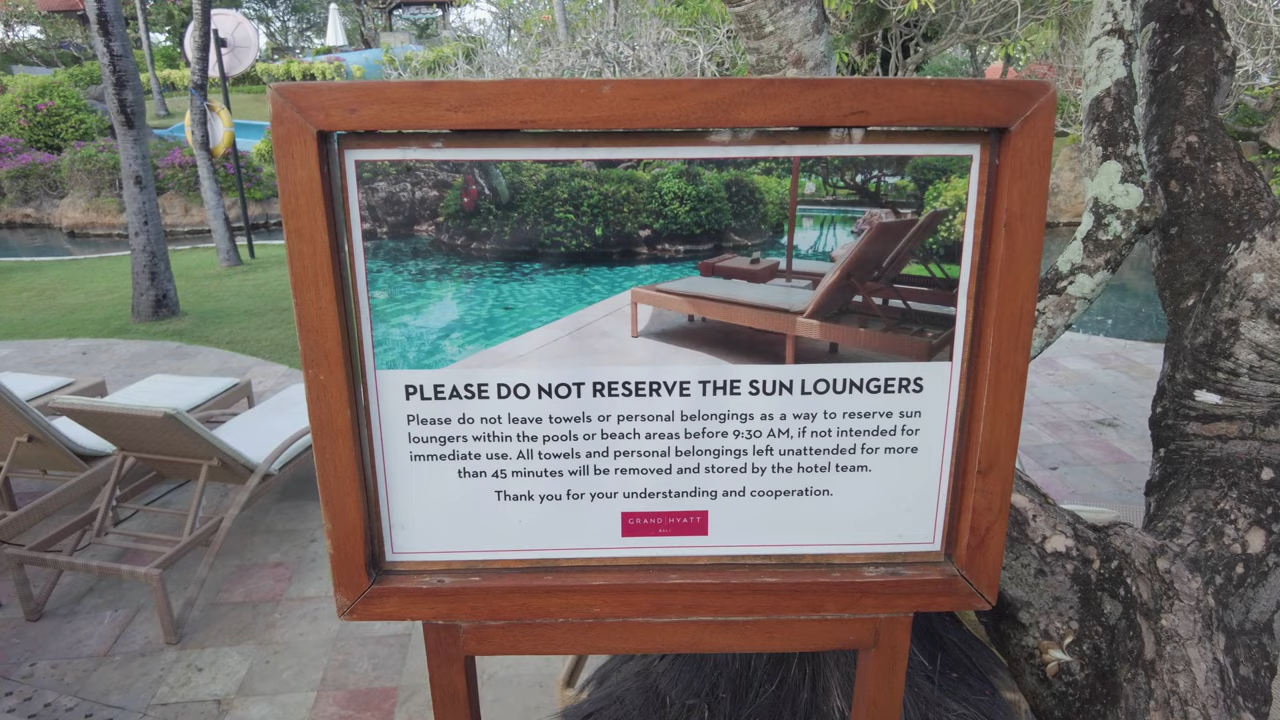 PLEASE DO NOT RESERVE THE SUN LOUNGERS
Please do not leave towels or personal belongings as a way to reserve sun
loungers within the pools or beach areas before 9:30 AM, if not intended for
immediate use. All towels and personal belongings left unattended for more
than 45 minutes will be removed and stored by the hotel team.
Thank you for your understanding and cooperation.
GRAND HYATT
BALI